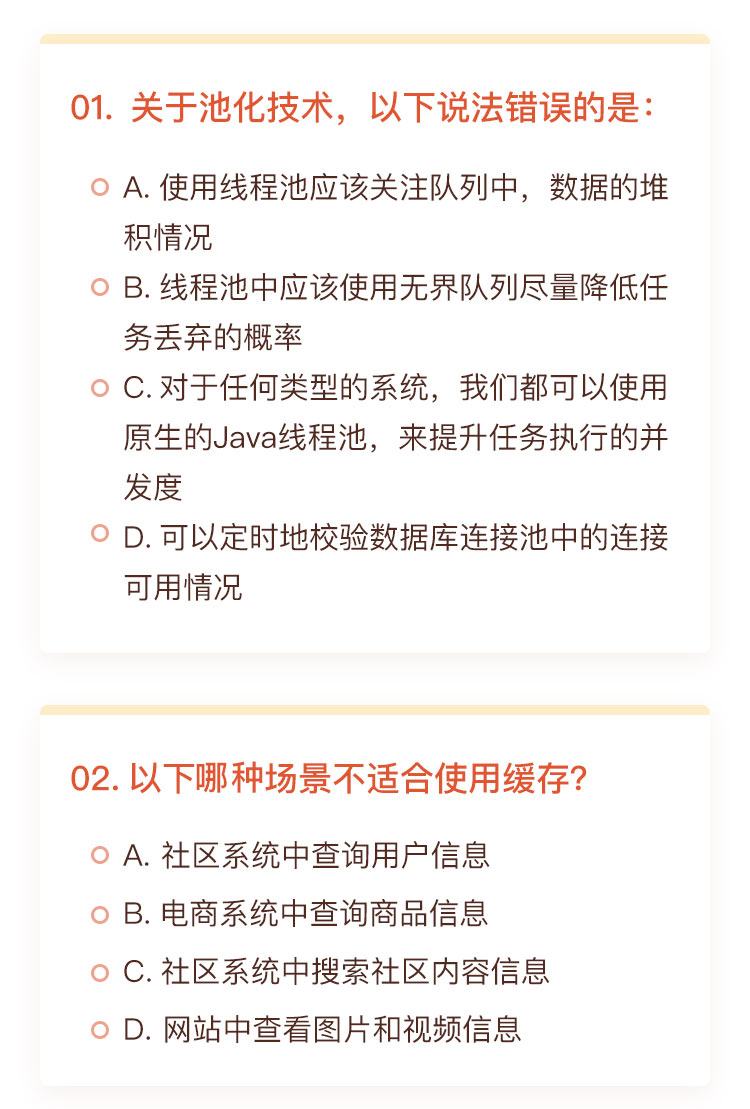 01. 关于池化技术，以下说法错误的是：
A. 使用线程池应该关注队列中，数据的堆
积情况
B. 线程池中应该使用无界队列尽量降低任
务丢弃的概率
C. 对于任何类型的系统，我们都可以使用
原生的Java线程池，来提升任务执行的并
发度
D. 可以定时地校验数据库连接池中的连接
可用情况
02. 以下哪种场景不适合使用缓存?
A. 社区系统中查询用户信息
B. 电商系统中查询商品信息
C. 社区系统中搜索社区内容信息
D. 网站中查看图片和视频信息